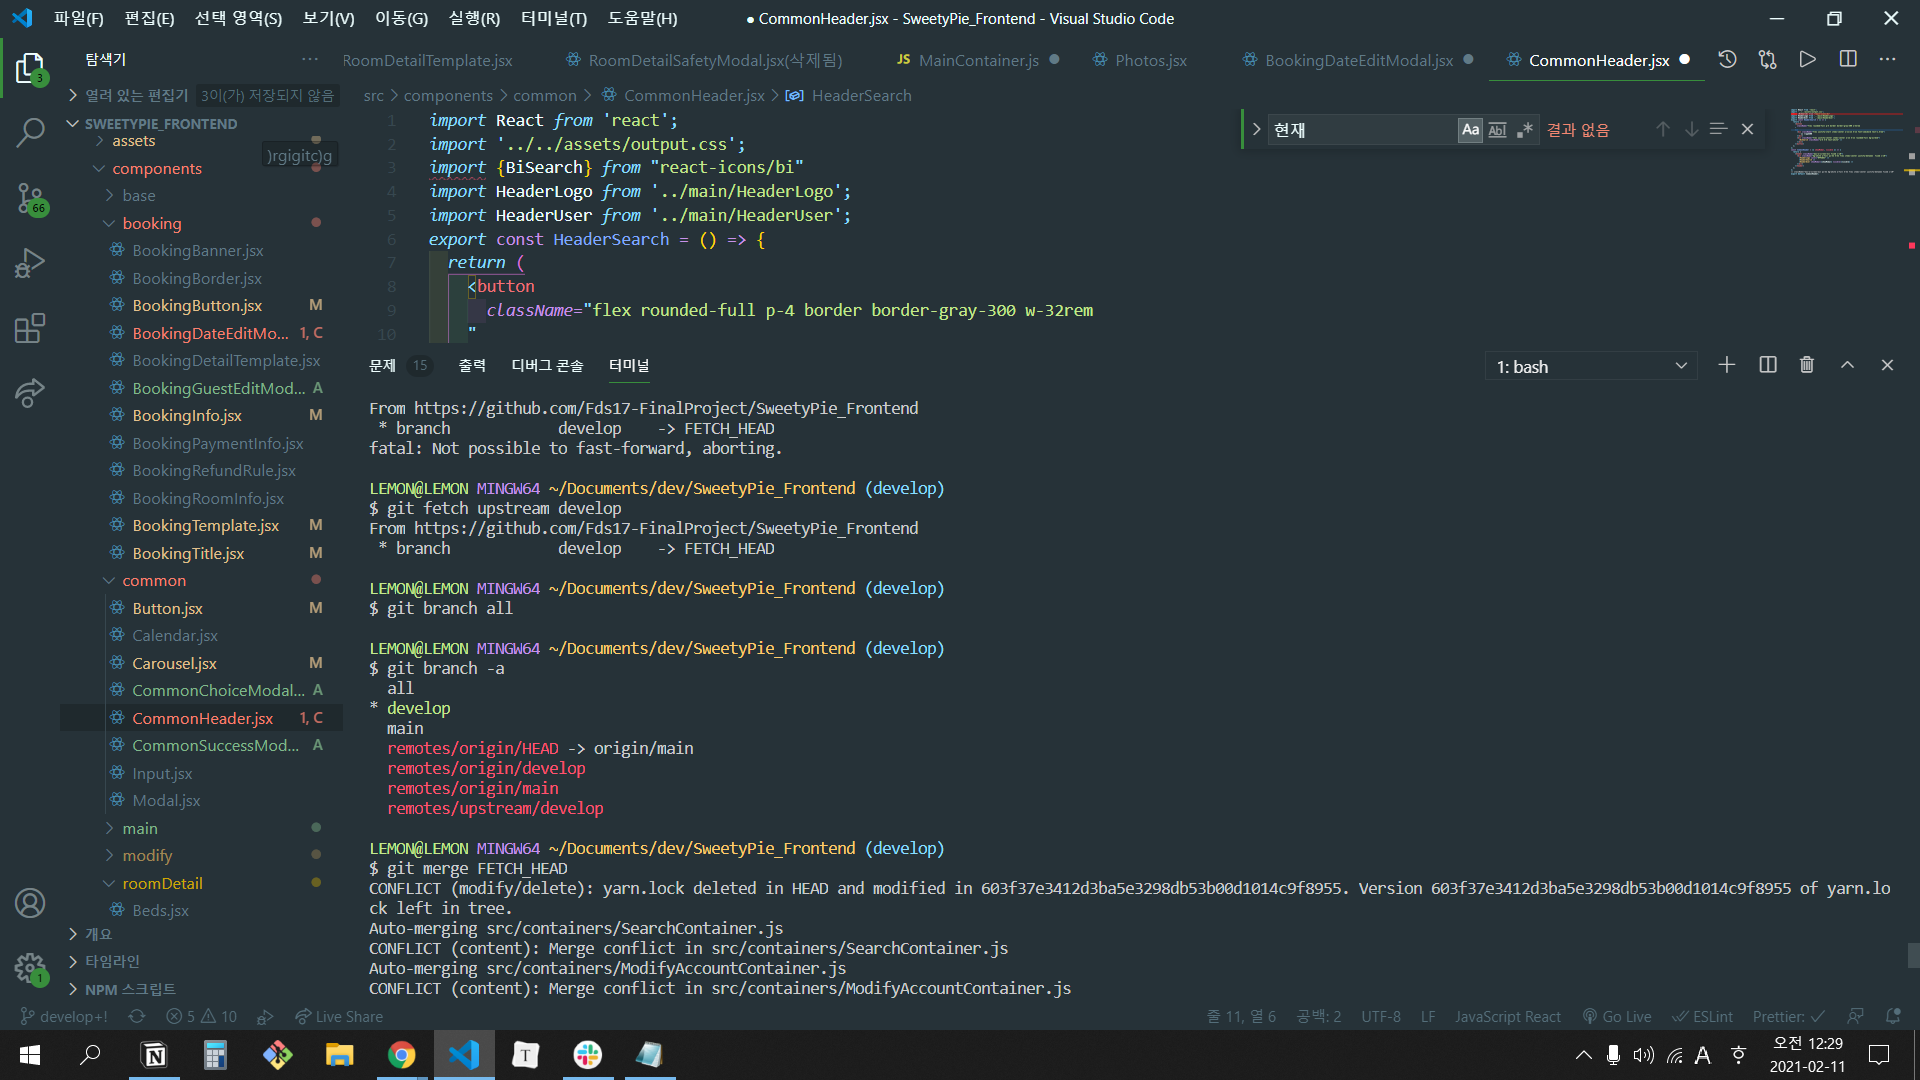 파일(F) 편집(E) 선택 영역(S) 보기(V) 이동(G) 실행(R) 터미널(T) 도움말(H)
● CommonHeader.jsx - SweetyPie_Frontend - Visual Studio Code
탐색기
RoomDetailTemplate.jsx
RoomDetailSafetyModal.jsx(삭제됨)
JS MainContainer.js
Photos.jsx
BookingDateEditModal.jsx
CommonHeader.jsx
열려 있는 편집기 3이(가) 저장되지 않음
SWEETYPIE_FRONTEND
assets
)rgigitc)g
components
base
booking
BookingBanner.jsx
BookingBorder.jsx
BookingButton.jsx M
BookingDateEditMo... 1, C
BookingDetailTemplate.jsx
BookingGuestEditMod... A
BookingInfo.jsx M
BookingPaymentInfo.jsx
BookingRefundRule.jsx
BookingRoomInfo.jsx
BookingTemplate.jsx M
BookingTitle.jsx M
common
Button.jsx M
Calendar.jsx
Carousel.jsx M
CommonChoiceModal... A
CommonHeader.jsx 1, C
CommonSuccessMod... A
Input.jsx
Modal.jsx
main
modify
roomDetail
Beds.jsx
개요
타임라인
NPM 스크립트
3
66
1
src > components > common > CommonHeader.jsx > HeaderSearch
1 import React from 'react';
2 import '../../assets/output.css';
3 import {BiSearch} from "react-icons/bi"
4 import HeaderLogo from '../main/HeaderLogo';
5 import HeaderUser from '../main/HeaderUser';
6 export const HeaderSearch = () => {
7 return (
8 <button
9 className="flex rounded-full p-4 border border-gray-300 w-32rem
10 "
현재 Aa Abl .* 결과 없음
문제 15 출력 디버그 콘솔 터미널
1: bash
From https://github.com/Fds17-FinalProject/SweetyPie_Frontend
* branch develop -> FETCH_HEAD
fatal: Not possible to fast-forward, aborting.
LEMON@LEMON MINGW64 ~/Documents/dev/SweetyPie_Frontend (develop)
$ git fetch upstream develop
From https://github.com/Fds17-FinalProject/SweetyPie_Frontend
* branch develop -> FETCH_HEAD
LEMON@LEMON MINGW64 ~/Documents/dev/SweetyPie_Frontend (develop)
$ git branch all
LEMON@LEMON MINGW64 ~/Documents/dev/SweetyPie_Frontend (develop)
$ git branch -a
all
* develop
main
remotes/origin/HEAD -> origin/main
remotes/origin/develop
remotes/origin/main
remotes/upstream/develop
LEMON@LEMON MINGW64 ~/Documents/dev/SweetyPie_Frontend (develop)
$ git merge FETCH_HEAD
CONFLICT (modify/delete): yarn.lock deleted in HEAD and modified in 603f37e3412d3ba5e3298db53b00d1014c9f8955. Version 603f37e3412d3ba5e3298db53b00d1014c9f8955 of yarn.lo
ck left in tree.
Auto-merging src/containers/SearchContainer.js
CONFLICT (content): Merge conflict in src/containers/SearchContainer.js
Auto-merging src/containers/ModifyAccountContainer.js
CONFLICT (content): Merge conflict in src/containers/ModifyAccountContainer.js
develop+! 5 10 Live Share
줄 11, 열 6 공백: 2 UTF-8 LF JavaScript React Go Live ESLint Prettier: ✓
N T A
오전 12:29
2021-02-11